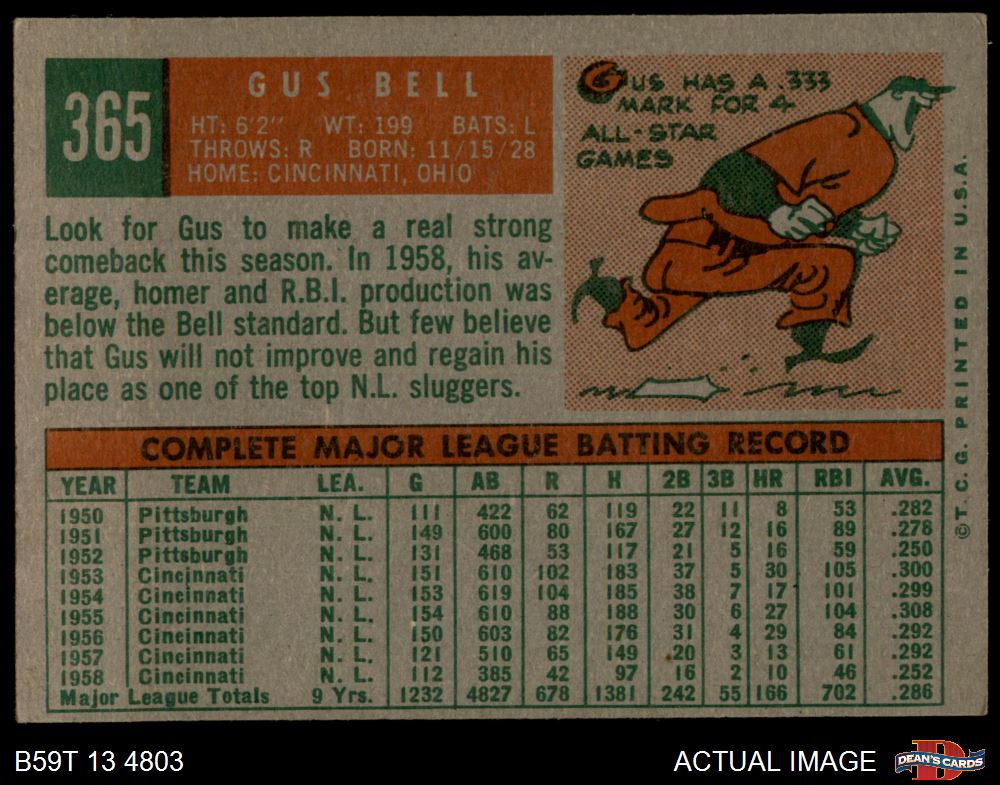 365
GUS BELL
HT: 6'2" WT: 199 BATS: L
THROWS: R BORN: 11/15/28
HOME: CINCINNATI, OHIO
GUS HAS A .333
MARK FOR 4
ALL-STAR
GAMES
Look for Gus to make a real strong
comeback this season. In 1958, his av-
erage, homer and R.B.I. production was
below the Bell standard. But few believe
that Gus will not improve and regain his
place as one of the top N.L. sluggers.
COMPLETE MAJOR LEAGUE BATTING RECORD
YEAR TEAM LEA. G AB R H 2B 3B HR RBI AVG.
1950 Pittsburgh N. L. 111 422 62 119 22 11 8 53 .282
1951 Pittsburgh N. L. 149 600 80 167 27 12 16 89 .278
1952 Pittsburgh N. L. 131 468 53 117 21 5 16 59 .250
1953 Cincinnati N. L. 151 610 102 183 37 5 30 105 .300
1954 Cincinnati N. L. 153 619 104 185 38 7 17 101 .299
1955 Cincinnati N. L. 154 610 88 188 30 6 27 104 .308
1956 Cincinnati N. L. 150 603 82 176 31 4 29 84 .292
1957 Cincinnati N. L. 121 510 65 149 20 3 13 61 .292
1958 Cincinnati N. L. 112 385 42 97 16 2 10 46 .252
Major League Totals 9 Yrs. 1232 4827 678 1381 242 55 166 702 .286
©T. C. G. PRINTED IN U.S.A.
B59T 13 4803
ACTUAL IMAGE
DEAN'S CARDS